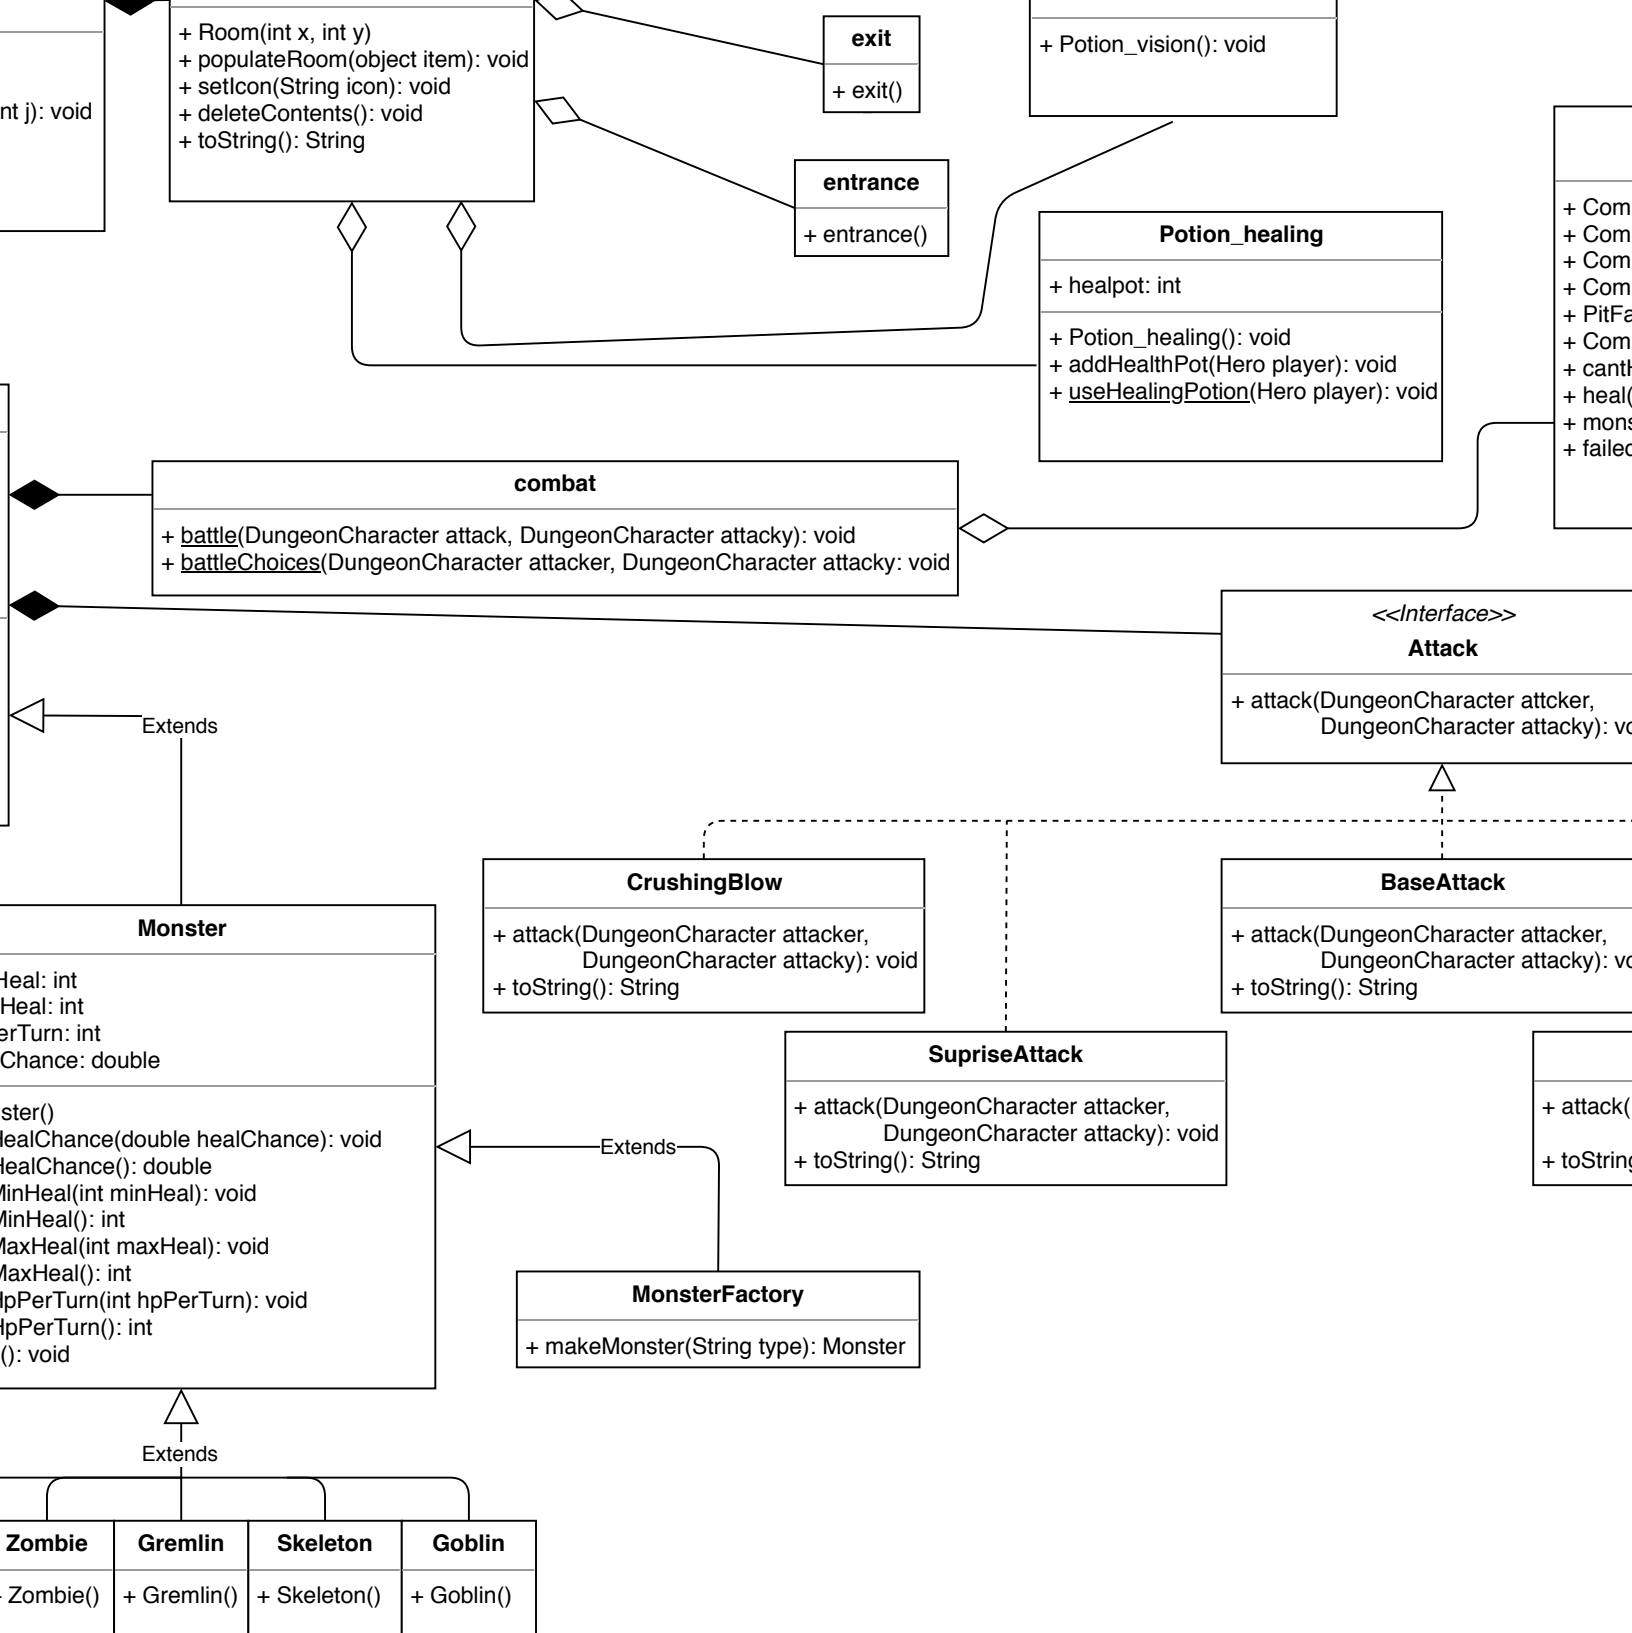 + Room(int x, int y)
+ populateRoom(object item): void
+ setIcon(String icon): void
+ deleteContents(): void
+ toString(): String
nt j): void
exit
+ exit()
entrance
+ entrance()
+ Potion_vision(): void
Potion_healing
+ healpot: int
+ Potion_healing(): void
+ addHealthPot(Hero player): void
+ useHealingPotion(Hero player): void
+ Com
+ Com
+ Com
+ Com
+ PitFa
+ Com
+ cantH
+ heal(
+ mons
+ failed
combat
+ battle(DungeonCharacter attack, DungeonCharacter attacky): void
+ battleChoices(DungeonCharacter attacker, DungeonCharacter attacky: void
<<Interface>>
Attack
+ attack(DungeonCharacter attcker,
DungeonCharacter attacky): vo
Extends
CrushingBlow
+ attack(DungeonCharacter attacker,
DungeonCharacter attacky): void
+ toString(): String
BaseAttack
+ attack(DungeonCharacter attacker,
DungeonCharacter attacky): vo
+ toString(): String
SupriseAttack
+ attack(DungeonCharacter attacker,
DungeonCharacter attacky): void
+ toString(): String
+ attack(
+ toString
Monster
Heal: int
Heal: int
erTurn: int
Chance: double
ster()
HealChance(double healChance): void
HealChance(): double
MinHeal(int minHeal): void
MinHeal(): int
MaxHeal(int maxHeal): void
MaxHeal(): int
HpPerTurn(int hpPerTurn): void
HpPerTurn(): int
(): void
Extends
MonsterFactory
+ makeMonster(String type): Monster
Extends
Zombie
+ Zombie()
Gremlin
+ Gremlin()
Skeleton
+ Skeleton()
Goblin
+ Goblin()